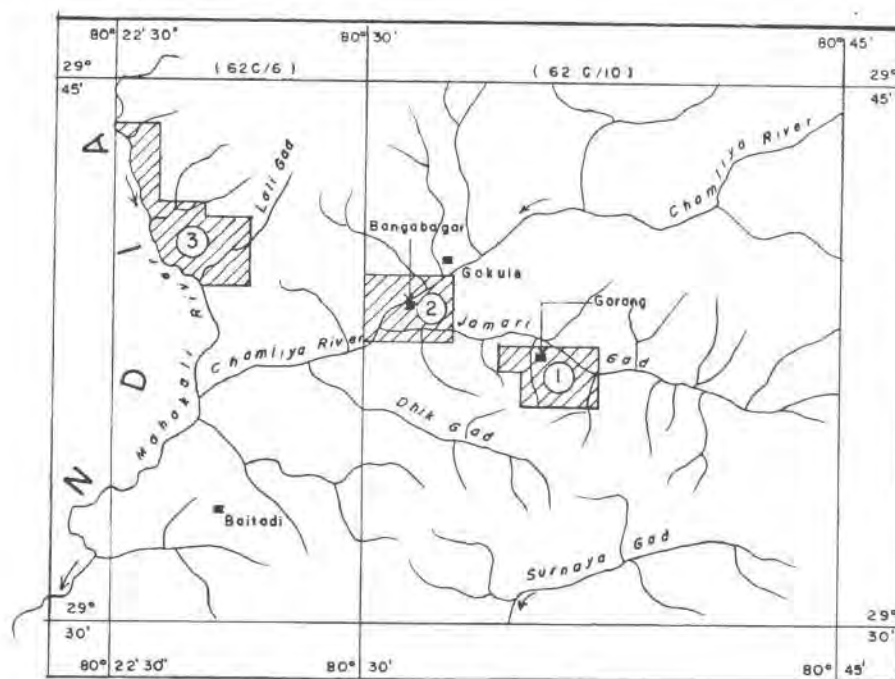 80° 22' 30" 80° 30' 80° 45'
(62C/6) (62C/10)
29° 45' 29° 45'
Chamliya River
Lali Gad
Bangabagar
3
Gokula
Gorang
2
Jamari Gad
1
Chamliya River
Mahakali River
Dhik Gad
INDIA
Baitadi
Surnaya Gad
29° 30' 29° 30'
80° 22' 30" 80° 30' 80° 45'